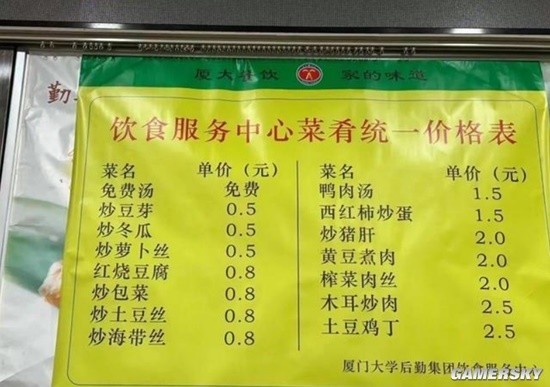 勤
厦大餐饮 家的味道
饮食服务中心菜肴统一价格表
菜名 单价（元）
免费汤 免费
炒豆芽 0.5
炒冬瓜 0.5
炒萝卜丝 0.5
红烧豆腐 0.8
炒包菜 0.8
炒土豆丝 0.8
炒海带丝 0.8
菜名 单价（元）
鸭肉汤 1.5
西红柿炒蛋 1.5
炒猪肝 2.0
黄豆煮肉 2.0
榨菜肉丝 2.0
木耳炒肉 2.5
土豆鸡丁 2.5
厦门大学后勤集团饮食服务中心
GAMERSKY